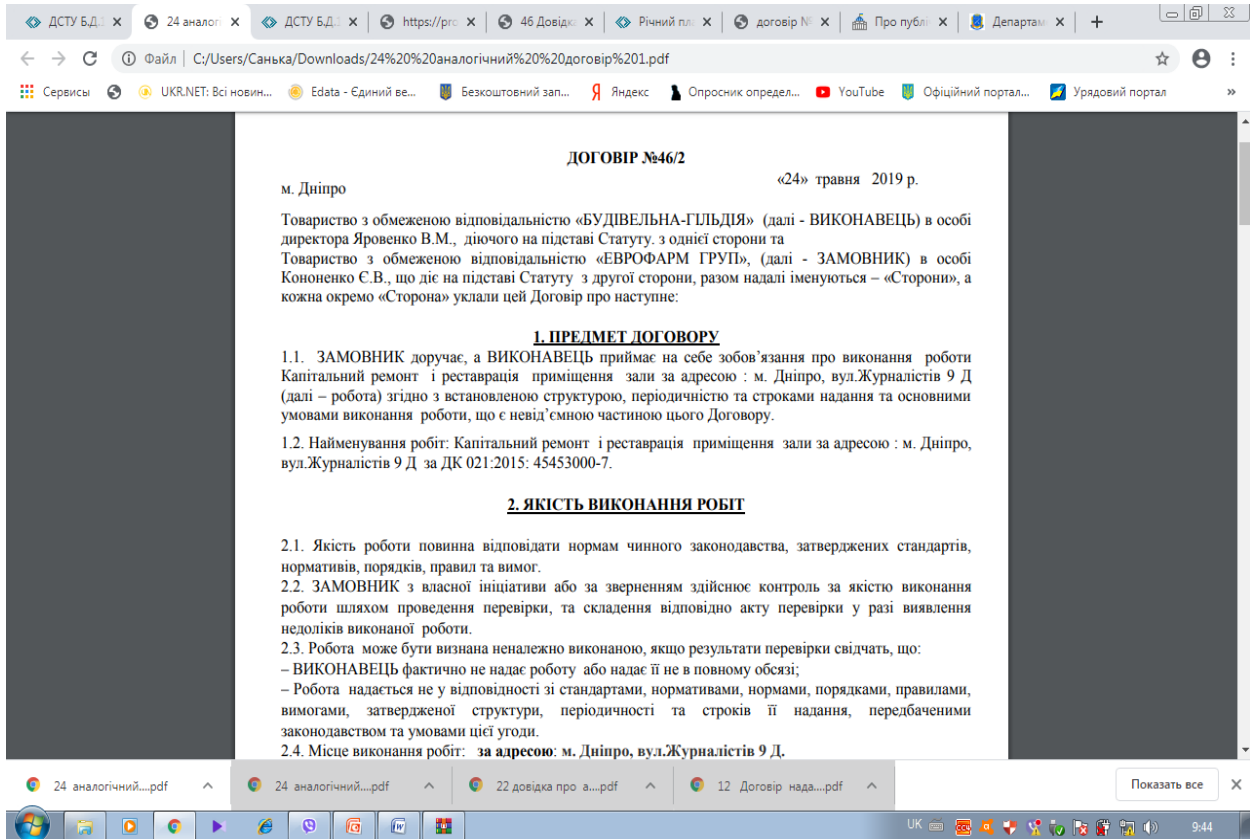 ДСТУ Б.Д.
24 аналогі
ДСТУ Б.Д.
https://pro
46 Довідк
Річний пл
договір №
Про публі
Департам
Файл | C:/Users/Санька/Downloads/24%20%20аналогічний%20%20договір%201.pdf
Сервисы
UKR.NET: Всі новин...
Edata - Єдиний ве...
Безкоштовний зап...
Яндекс
Опросник определ...
YouTube
Офіційний портал...
Урядовий портал
»
ДОГОВІР №46/2
«24» травня 2019 р.
м. Дніпро
Товариство з обмеженою відповідальністю «БУДІВЕЛЬНА-ГІЛЬДІЯ» (далі - ВИКОНАВЕЦЬ) в особі
директора Яровенко В.М., діючого на підставі Статуту. з однієї сторони та
Товариство з обмеженою відповідальністю «ЕВРОФАРМ ГРУП», (далі - ЗАМОВНИК) в особі
Кононенко Є.В., що діє на підставі Статуту з другої сторони, разом надалі іменуються – «Сторони», а
кожна окремо «Сторона» уклали цей Договір про наступне:
1. ПРЕДМЕТ ДОГОВОРУ
1.1. ЗАМОВНИК доручає, а ВИКОНАВЕЦЬ приймає на себе зобов’язання про виконання роботи
Капітальний ремонт і реставрація приміщення зали за адресою : м. Дніпро, вул.Журналістів 9 Д
(далі – робота) згідно з встановленою структурою, періодичністю та строками надання та основними
умовами виконання роботи, що є невід’ємною частиною цього Договору.
1.2. Найменування робіт: Капітальний ремонт і реставрація приміщення зали за адресою : м. Дніпро,
вул.Журналістів 9 Д за ДК 021:2015: 45453000-7.
2. ЯКІСТЬ ВИКОНАННЯ РОБІТ
2.1. Якість роботи повинна відповідати нормам чинного законодавства, затверджених стандартів,
нормативів, порядків, правил та вимог.
2.2. ЗАМОВНИК з власної ініціативи або за зверненням здійснює контроль за якістю виконання
роботи шляхом проведення перевірки, та складення відповідно акту перевірки у разі виявлення
недоліків виконаної роботи.
2.3. Робота може бути визнана неналежно виконаною, якщо результати перевірки свідчать, що:
– ВИКОНАВЕЦЬ фактично не надає роботу або надає її не в повному обсязі;
– Робота надається не у відповідності зі стандартами, нормативами, нормами, порядками, правилами,
вимогами, затвердженої структури, періодичності та строків її надання, передбаченими
законодавством та умовами цієї угоди.
2.4. Місце виконання робіт: за адресою: м. Дніпро, вул.Журналістів 9 Д.
24 аналогічний....pdf
24 аналогічний....pdf
22 довідка про а....pdf
12 Договір нада....pdf
Показать все
UK
9:44